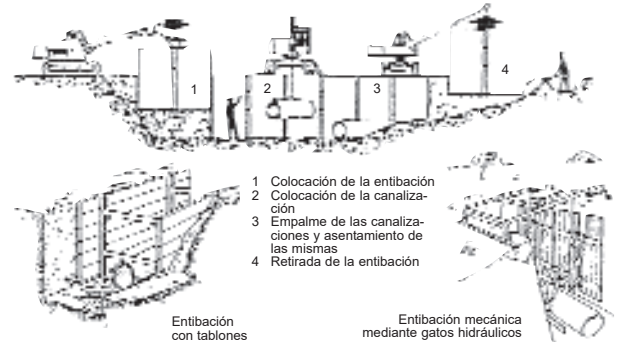 1
2
3
4
1 Colocación de la entibación
2 Colocación de la canaliza-
ción
3 Empalme de las canaliza-
ciones y asentamiento de
las mismas
4 Retirada de la entibación
Entibación
con tablones
Entibación mecánica
mediante gatos hidráulicos